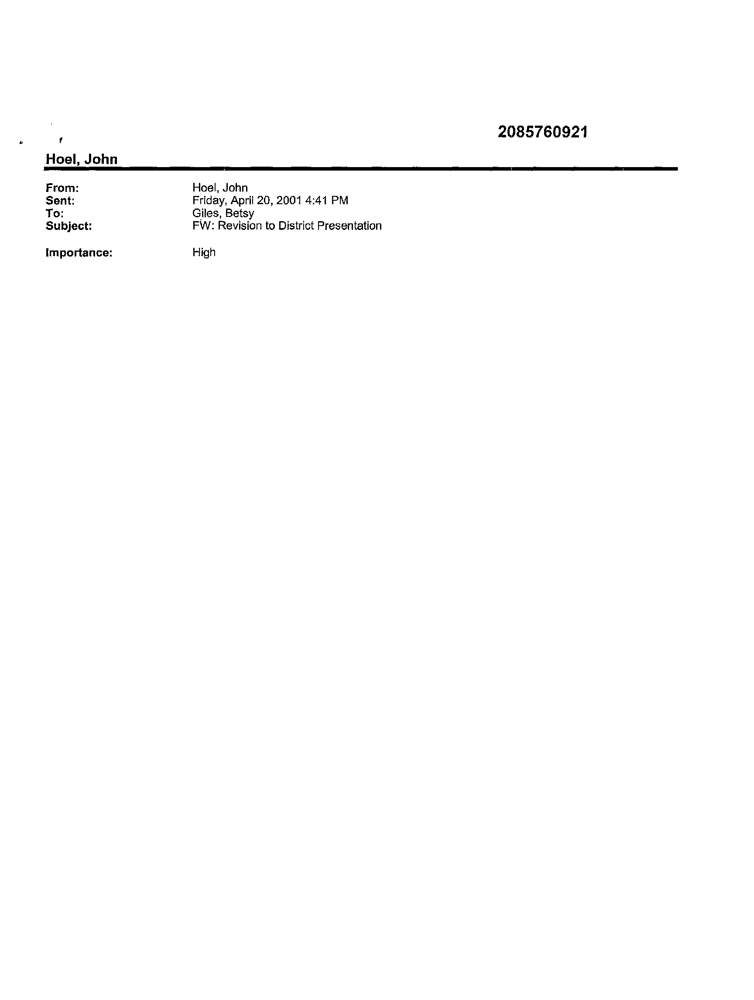 2085760921
Hoel, John
From: Hoel, John
Sent: Friday, April 20, 2001 4:41 PM
To: Giles, Betsy
Subject: FW: Revision to District Presentation
Importance: High